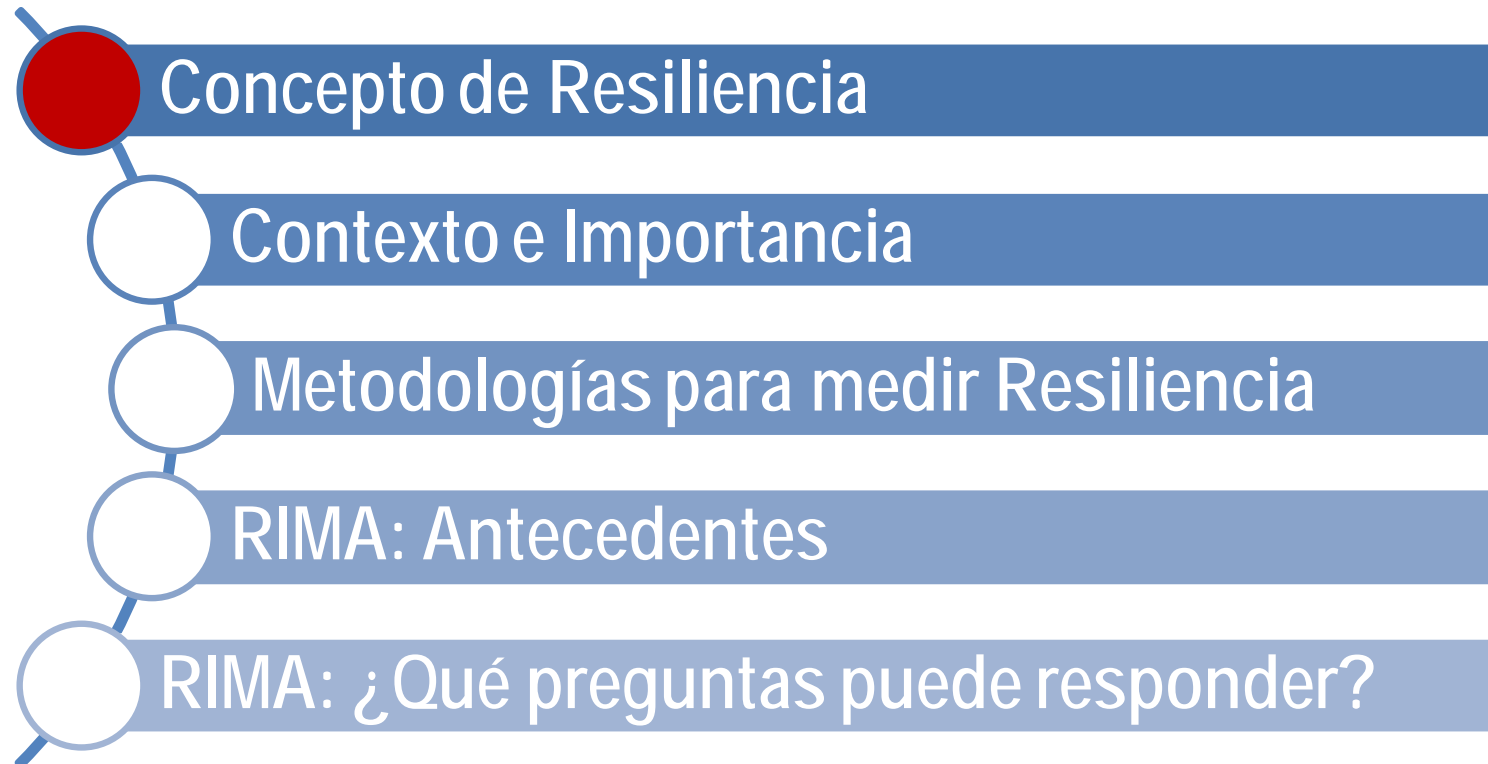 Concepto de Resiliencia
Contexto e Importancia
Metodologías para medir Resiliencia
RIMA: Antecedentes
RIMA: ¿Qué preguntas puede responder?